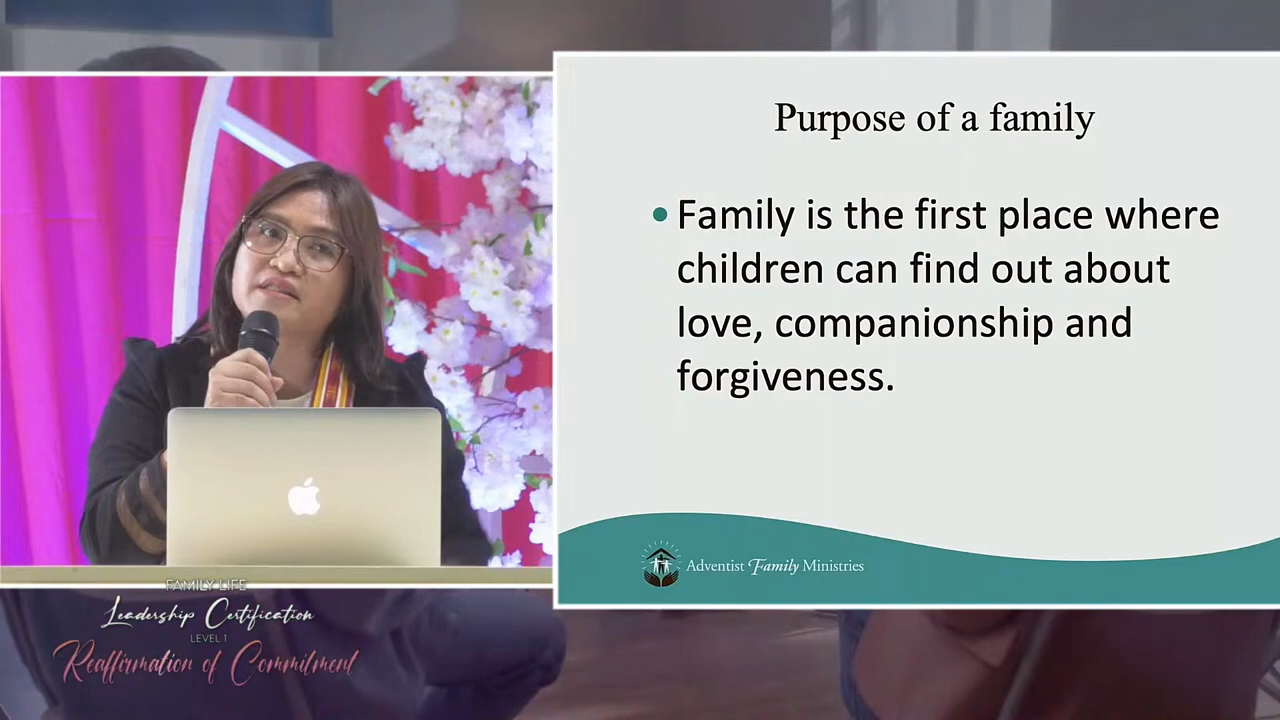 Purpose of a family
• Family is the first place where
children can find out about
love, companionship and
forgiveness.
Adventist Family Ministries
FAMILY LIFE
Leadership Certification
LEVEL 1
Reaffirmation of Commitment